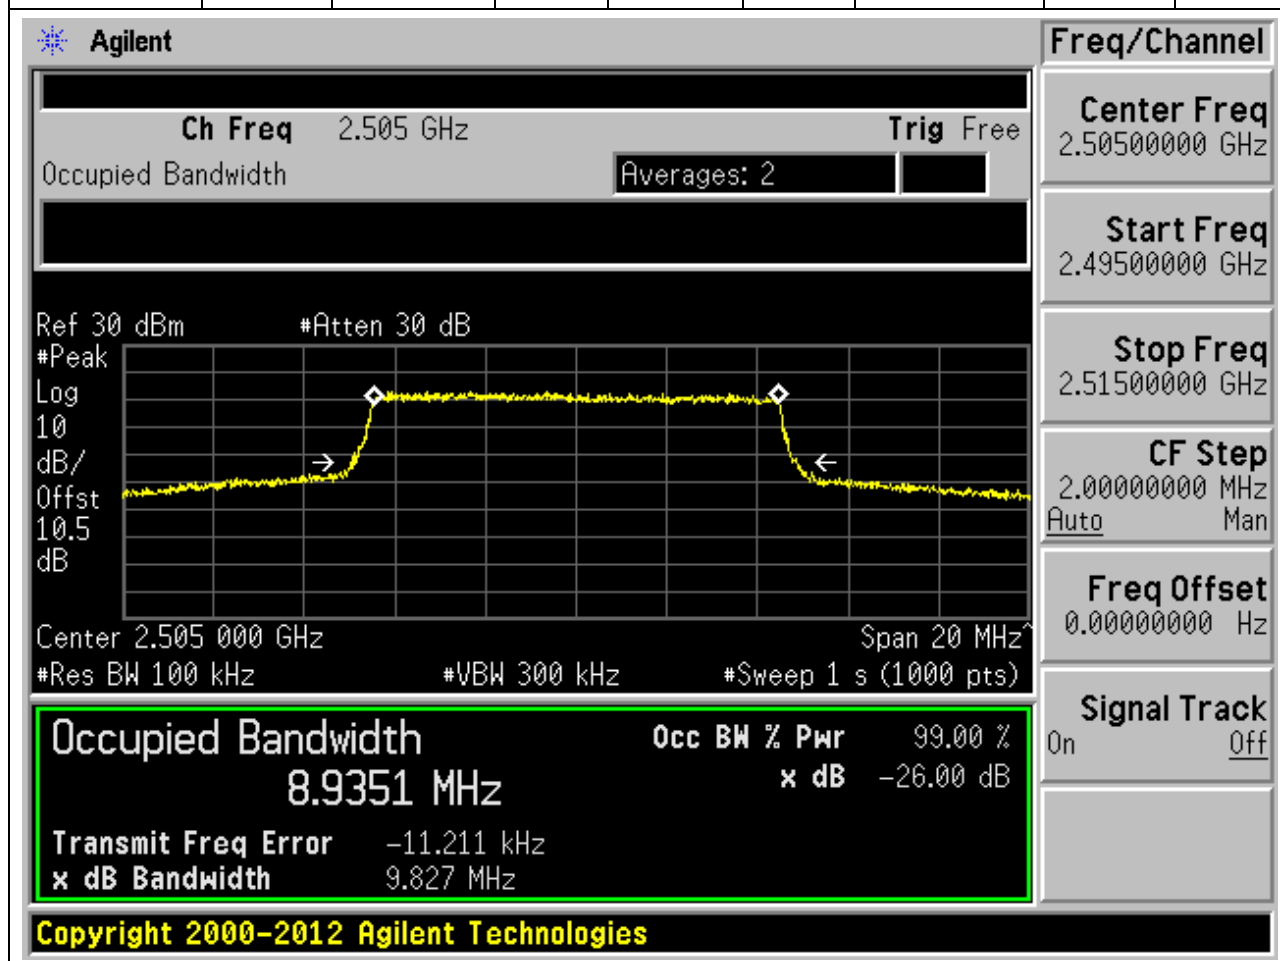 Agilent
Freq/Channel
Ch Freq 2.505 GHz Trig Free
Occupied Bandwidth Averages: 2
Center Freq
2.50500000 GHz
Start Freq
2.49500000 GHz
Stop Freq
2.51500000 GHz
CF Step
2.00000000 MHz
Auto Man
Freq Offset
0.00000000 Hz
Signal Track
On Off
Ref 30 dBm #Atten 30 dB
#Peak
Log
10
dB/
Offst
10.5
dB
Center 2.505 000 GHz Span 20 MHz^
#Res BW 100 kHz #VBW 300 kHz #Sweep 1 s (1000 pts)
Occupied Bandwidth Occ BW % Pwr 99.00 %
8.9351 MHz x dB -26.00 dB
Transmit Freq Error -11.211 kHz
x dB Bandwidth 9.827 MHz
Copyright 2000-2012 Agilent Technologies